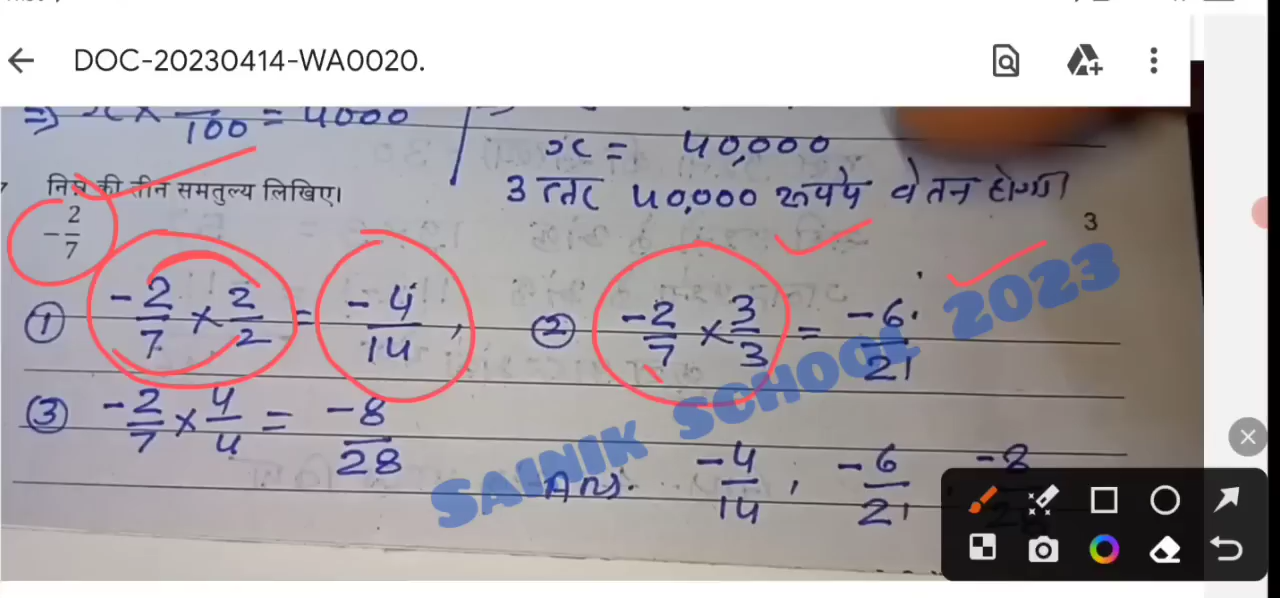 DOC-20230414-WA0020.
100 = 4000
x = 40,000
निम्न की तीन समतुल्य लिखिए।
उत्तर 40,000 रूपये वेतन होगा
3
-2/7
① -2/7 × 2/2 = -4/14, ② -2/7 × 3/3 = -6/21
③ -2/7 × 4/4 = -8/28
SAINIK SCHOOL 2023
Ans. -4/14, -6/21, -8/28